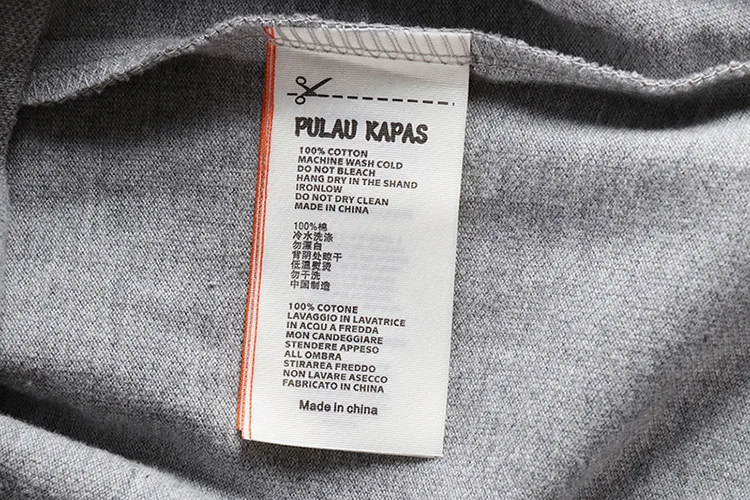 PULAU KAPAS
100% COTTON
MACHINE WASH COLD
DO NOT BLEACH
HANG DRY IN THE SHAND
IRONLOW
DO NOT DRY CLEAN
MADE IN CHINA
100%棉
冷水洗涤
勿漂白
背阴处晾干
低温熨烫
勿干洗
中国制造
100% COTONE
LAVAGGIO IN LAVATRICE
IN ACQU A FREDDA
MON CANDEGGIARE
STENDERE APPESO
ALL OMBRA
STIRAREA FREDDO
NON LAVARE ASECCO
FABRICATO IN CHINA
Made in china